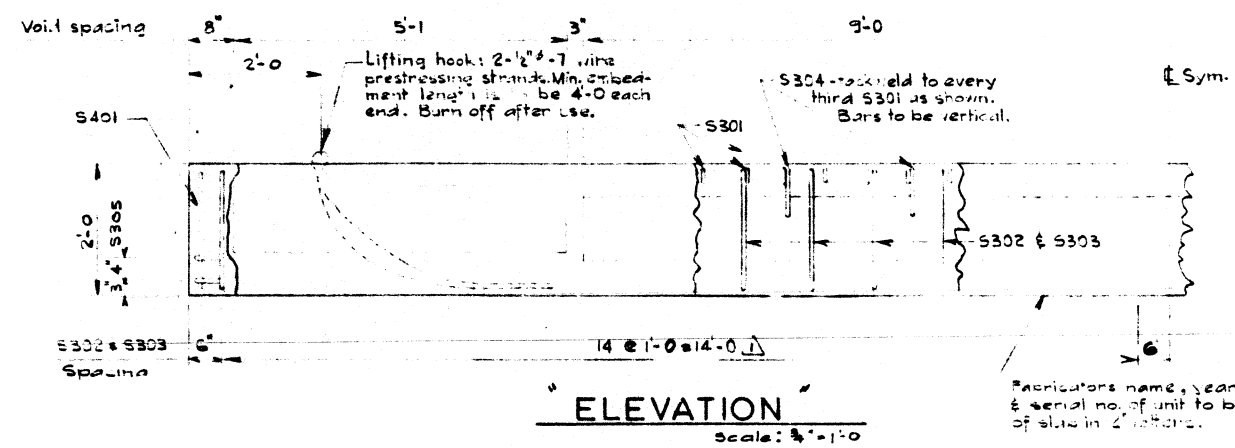 Void spacing 8" 5'-1 3" 9'-0
2'-0
Lifting hook: 2-½"ᶲ-7 wire
prestressing strands. Min. embed-
ment length is to be 4'-0 each
end. Burn off after use.
S304-tackweld to every
third S301 as shown.
Bars to be vertical.
℄ Sym.
S401
S301
2'-0
3" 4" S305
S302 & S303
S302 & S303 6" 14 @ 1'-0=14'-0 1 6"
Spacing
Fabricators name, year
& serial no. of unit to b
of slab in 2" letters.
"ELEVATION"
Scale: ¾"=1'-0